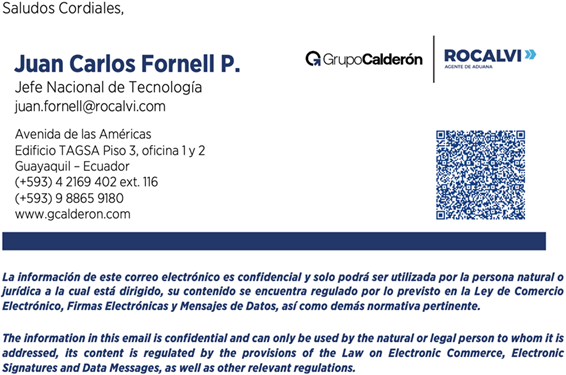 Saludos Cordiales,
Juan Carlos Fornell P.
Jefe Nacional de Tecnología
juan.fornell@rocalvi.com
GrupoCalderón
ROCALVI
AGENTE DE ADUANA
Avenida de las Américas
Edificio TAGSA Piso 3, oficina 1 y 2
Guayaquil – Ecuador
(+593) 4 2169 402 ext. 116
(+593) 9 8865 9180
www.gcalderon.com
La información de este correo electrónico es confidencial y solo podrá ser utilizada por la persona natural o
jurídica a la cual está dirigido, su contenido se encuentra regulado por lo previsto en la Ley de Comercio
Electrónico, Firmas Electrónicas y Mensajes de Datos, así como demás normativa pertinente.
The information in this email is confidential and can only be used by the natural or legal person to whom it is
addressed, its content is regulated by the provisions of the Law on Electronic Commerce, Electronic
Signatures and Data Messages, as well as other relevant regulations.